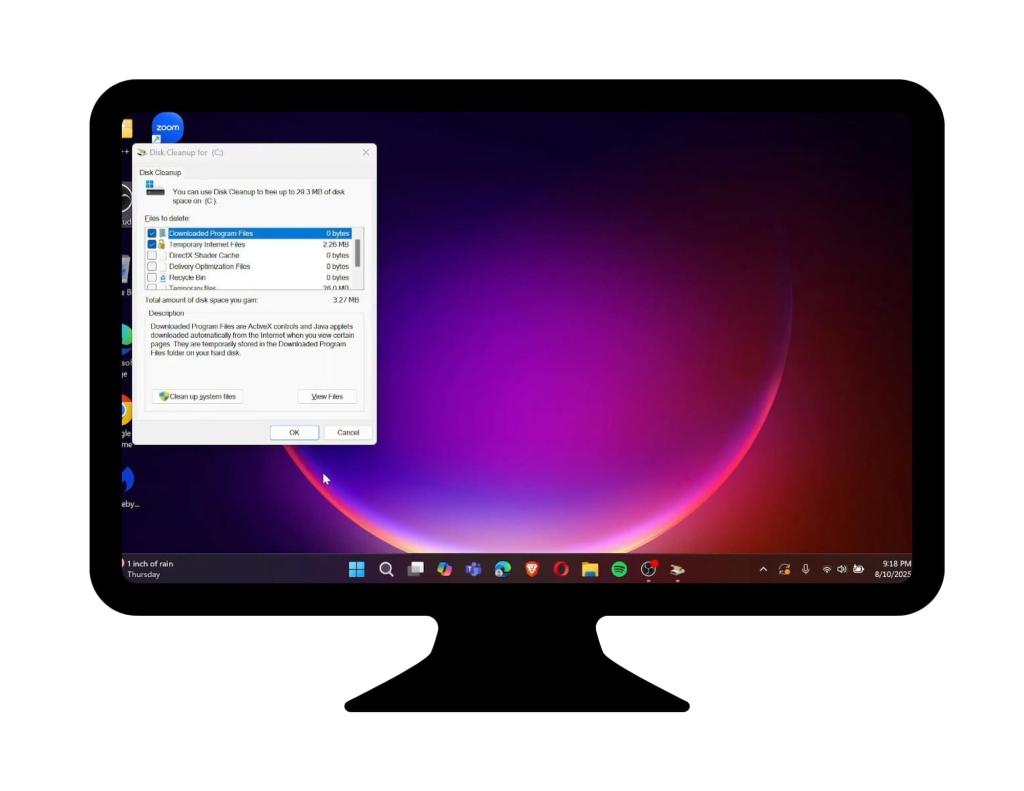 zoom
Disk Cleanup for (C:)
Disk Cleanup
You can use Disk Cleanup to free up to 29.3 MB of disk
space on (C:).
Files to delete:
Downloaded Program Files 0 bytes
Temporary Internet Files 2.26 MB
DirectX Shader Cache 0 bytes
Delivery Optimization Files 0 bytes
Recycle Bin 0 bytes
Temporary files 26.0 MB
Total amount of disk space you gain: 3.27 MB
Description
Downloaded Program Files are ActiveX controls and Java applets
downloaded automatically from the Internet when you view certain
pages. They are temporarily stored in the Downloaded Program
Files folder on your hard disk.
Clean up system files View Files
OK Cancel
1 inch of rain
Thursday
9:18 PM
8/10/2025